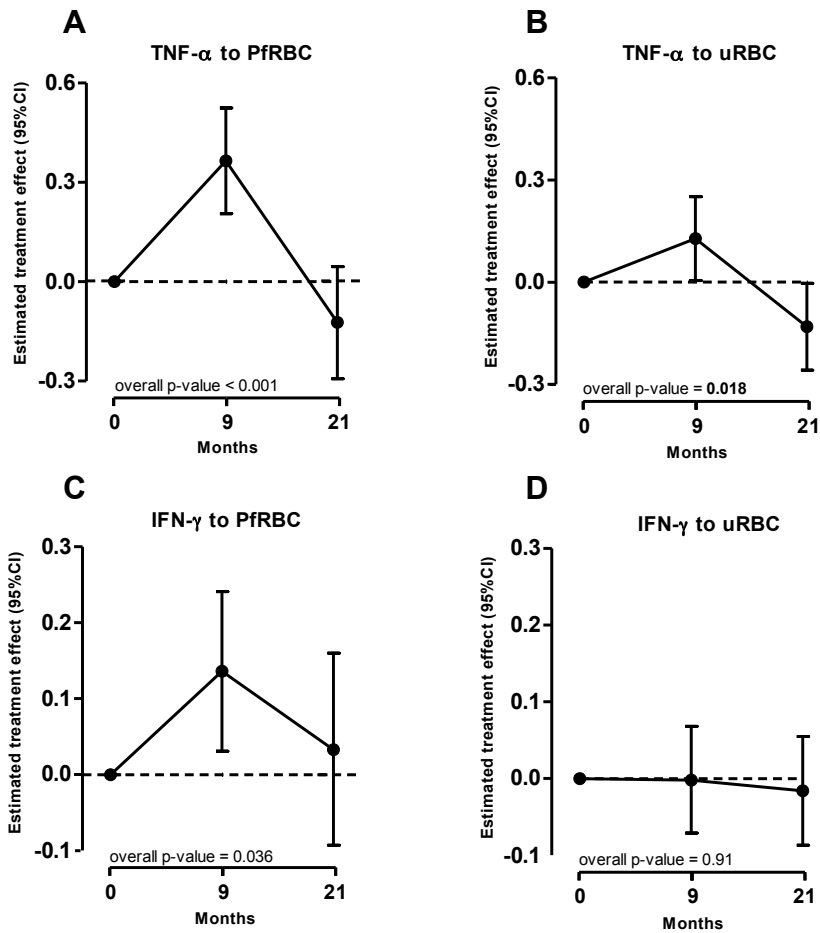 A
TNF-α to PfRBC
Estimated treatment effect (95%CI)
0.6
0.3
0.0
-0.3
overall p-value < 0.001
0 9 21
Months
B
TNF-α to uRBC
Estimated treatment effect (95%CI)
0.6
0.3
0.0
-0.3
overall p-value = 0.018
0 9 21
Months
C
IFN-γ to PfRBC
Estimated treatment effect (95%CI)
0.3
0.2
0.1
0.0
-0.1
overall p-value = 0.036
0 9 21
Months
D
IFN-γ to uRBC
Estimated treatment effect (95%CI)
0.3
0.2
0.1
0.0
-0.1
overall p-value = 0.91
0 9 21
Months